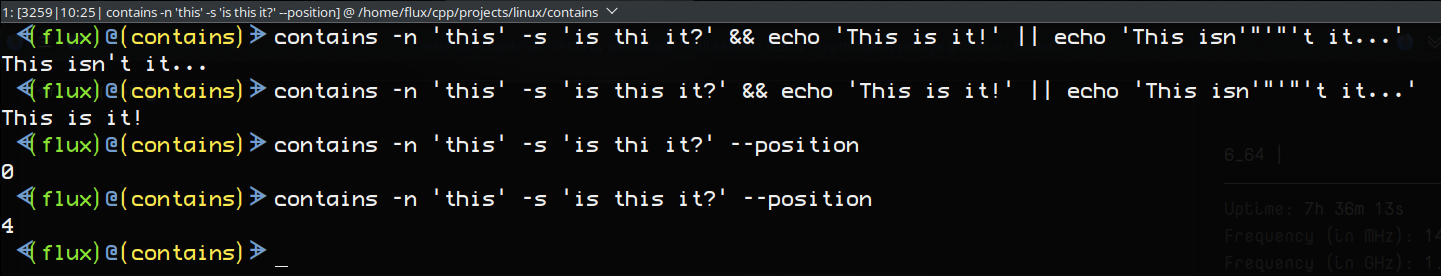 1: [3259|10:25| contains -n 'this' -s 'is this it?' --position] @ /home/flux/cpp/projects/linux/contains
(flux)@(contains) contains -n 'this' -s 'is thi it?' && echo 'This is it!' || echo 'This isn'"'"'t it...'
This isn't it...
(flux)@(contains) contains -n 'this' -s 'is this it?' && echo 'This is it!' || echo 'This isn'"'"'t it...'
This is it!
(flux)@(contains) contains -n 'this' -s 'is thi it?' --position
0
(flux)@(contains) contains -n 'this' -s 'is this it?' --position
4
(flux)@(contains) _
6_64 |
Uptime: 7h 36m 13s
Frequency (in MHz): 14
Frequency (in GHz): 1